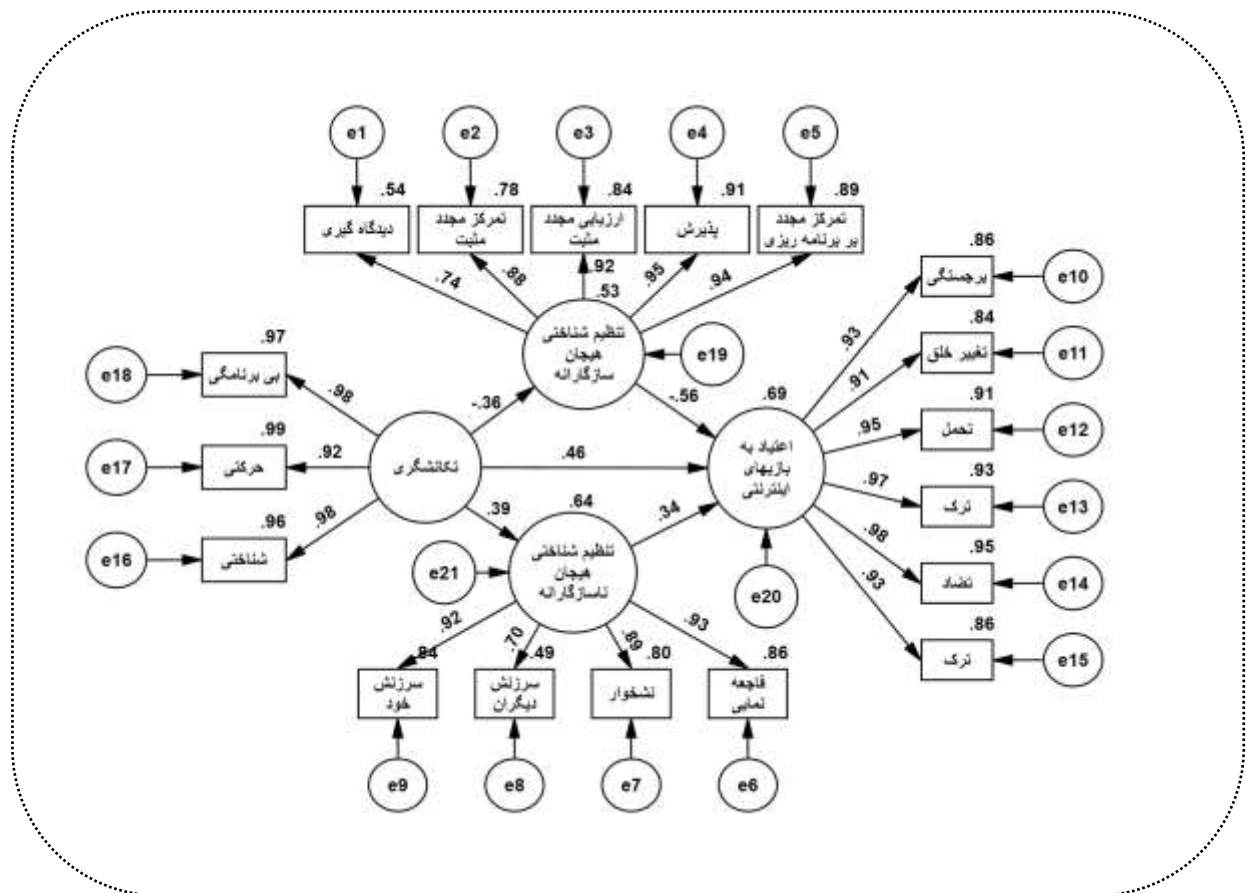 e1
e2
e3
e4
e5
.54
.78
.84
.91
.89
دیدگاه گیری
تمرکز مجدد
مثبت
ارزیابی مجدد
مثبت
پذیرش
تمرکز مجدد
بر برنامه ریزی
.74
.88
.92
.95
.94
.53
تنظیم شناختی
هیجان
سازگارانه
e19
.86
برجستگی
e10
.84
تغییر خلق
e11
.91
تحمل
e12
.93
ترک
e13
.95
تضاد
e14
.86
ترک
e15
.93
.91
.95
.97
.98
.93
.97
بی برنامگی
e18
.99
حرکتی
e17
.96
شناختی
e16
.98
.92
.98
تکانشگری
-.36
.46
.39
-.56
.34
.69
اعتیاد به
بازیهای
اینترنتی
e20
.64
تنظیم شناختی
هیجان
ناسازگارانه
e21
.92
.70
.89
.93
.84
.49
.80
.86
سرزنش
خود
سرزنش
دیگران
نشخوار
فاجعه
نمایی
e9
e8
e7
e6